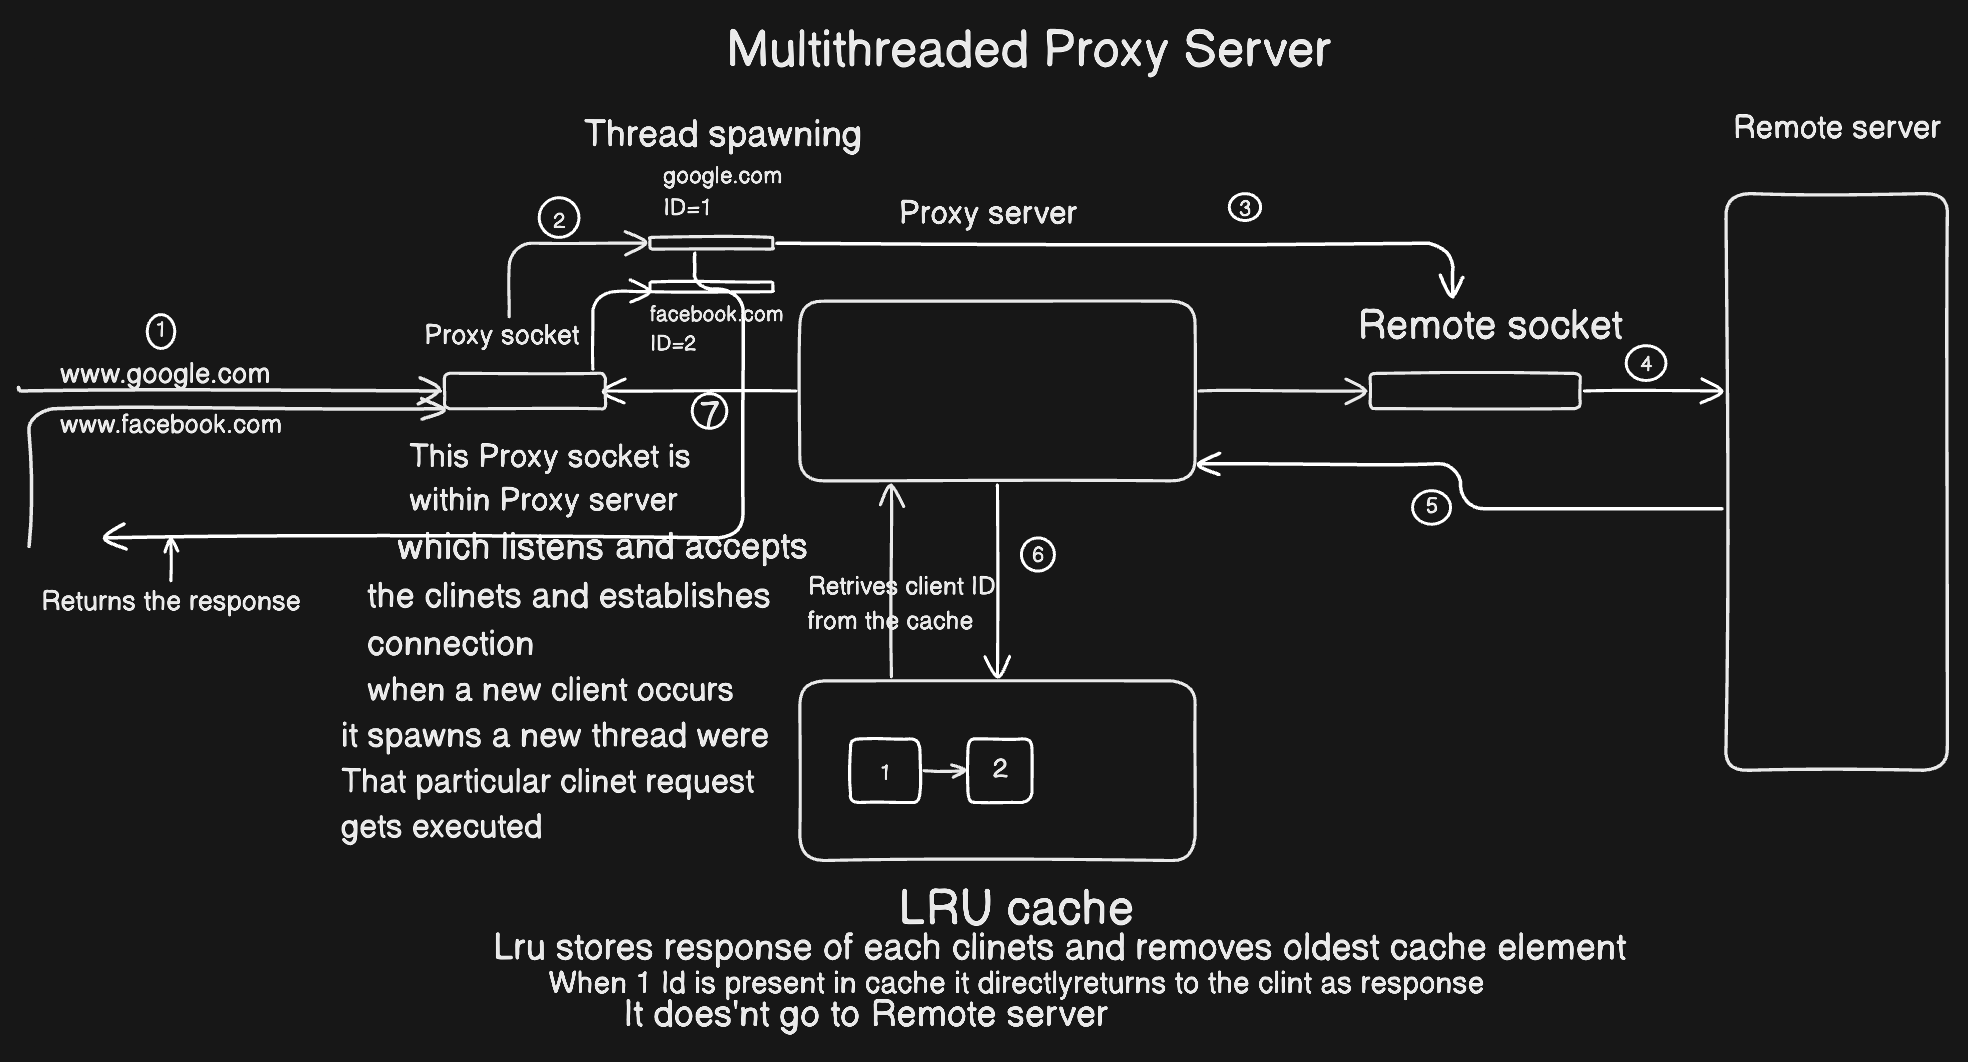 Multithreaded Proxy Server
Thread spawning
google.com
ID=1
Remote server
2
Proxy server
3
1
Proxy socket
facebook.com
ID=2
Remote socket
4
www.google.com
www.facebook.com
7
This Proxy socket is
within Proxy server
which listens and accepts
the clinets and establishes
connection
when a new client occurs
it spawns a new thread were
That particular clinet request
gets executed
5
6
Returns the response
Retrives client ID
from the cache
1
2
LRU cache
Lru stores response of each clinets and removes oldest cache element
When 1 Id is present in cache it directlyreturns to the clint as response
It does'nt go to Remote server